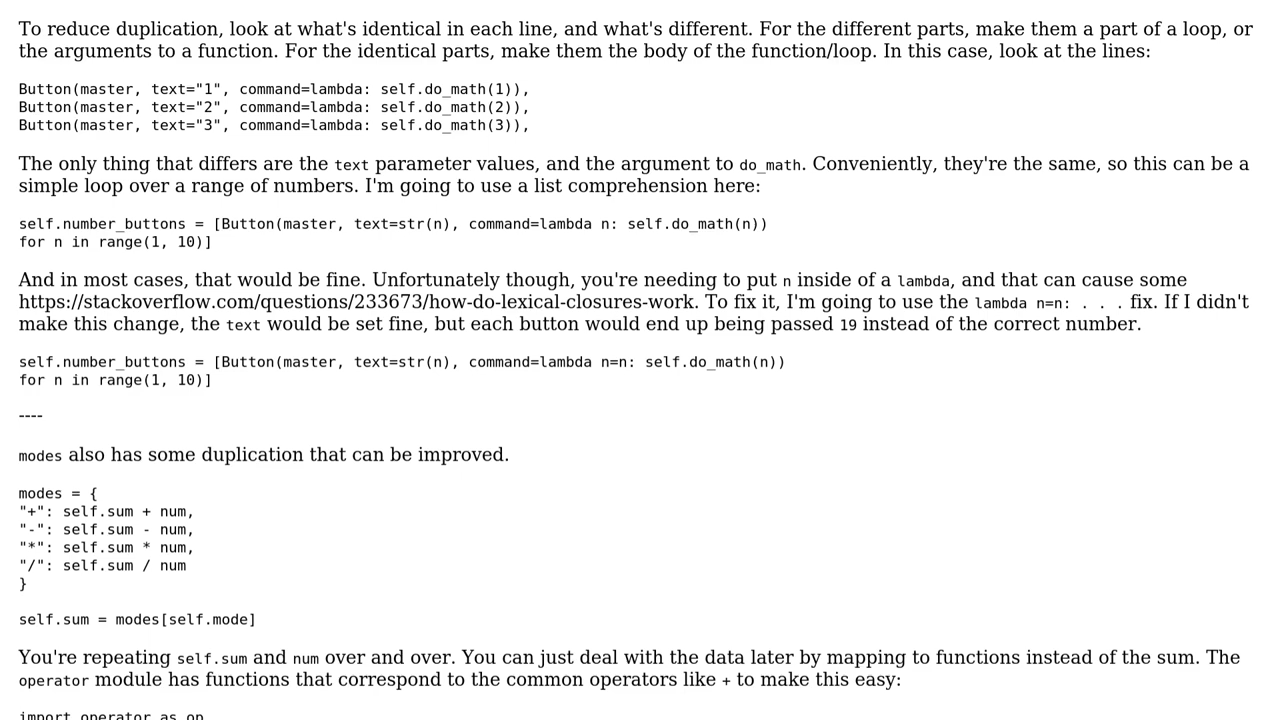 To reduce duplication, look at what's identical in each line, and what's different. For the different parts, make them a part of a loop, or
the arguments to a function. For the identical parts, make them the body of the function/loop. In this case, look at the lines:
Button(master, text="1", command=lambda: self.do_math(1)),
Button(master, text="2", command=lambda: self.do_math(2)),
Button(master, text="3", command=lambda: self.do_math(3)),
The only thing that differs are the text parameter values, and the argument to do_math. Conveniently, they're the same, so this can be a
simple loop over a range of numbers. I'm going to use a list comprehension here:
self.number_buttons = [Button(master, text=str(n), command=lambda n: self.do_math(n))
for n in range(1, 10)]
And in most cases, that would be fine. Unfortunately though, you're needing to put n inside of a lambda, and that can cause some
https://stackoverflow.com/questions/233673/how-do-lexical-closures-work. To fix it, I'm going to use the lambda n=n: . . . fix. If I didn't
make this change, the text would be set fine, but each button would end up being passed 19 instead of the correct number.
self.number_buttons = [Button(master, text=str(n), command=lambda n=n: self.do_math(n))
for n in range(1, 10)]
----
modes also has some duplication that can be improved.
modes = {
"+": self.sum + num,
"-": self.sum - num,
"*": self.sum * num,
"/": self.sum / num
}
self.sum = modes[self.mode]
You're repeating self.sum and num over and over. You can just deal with the data later by mapping to functions instead of the sum. The
operator module has functions that correspond to the common operators like + to make this easy:
import operator as op